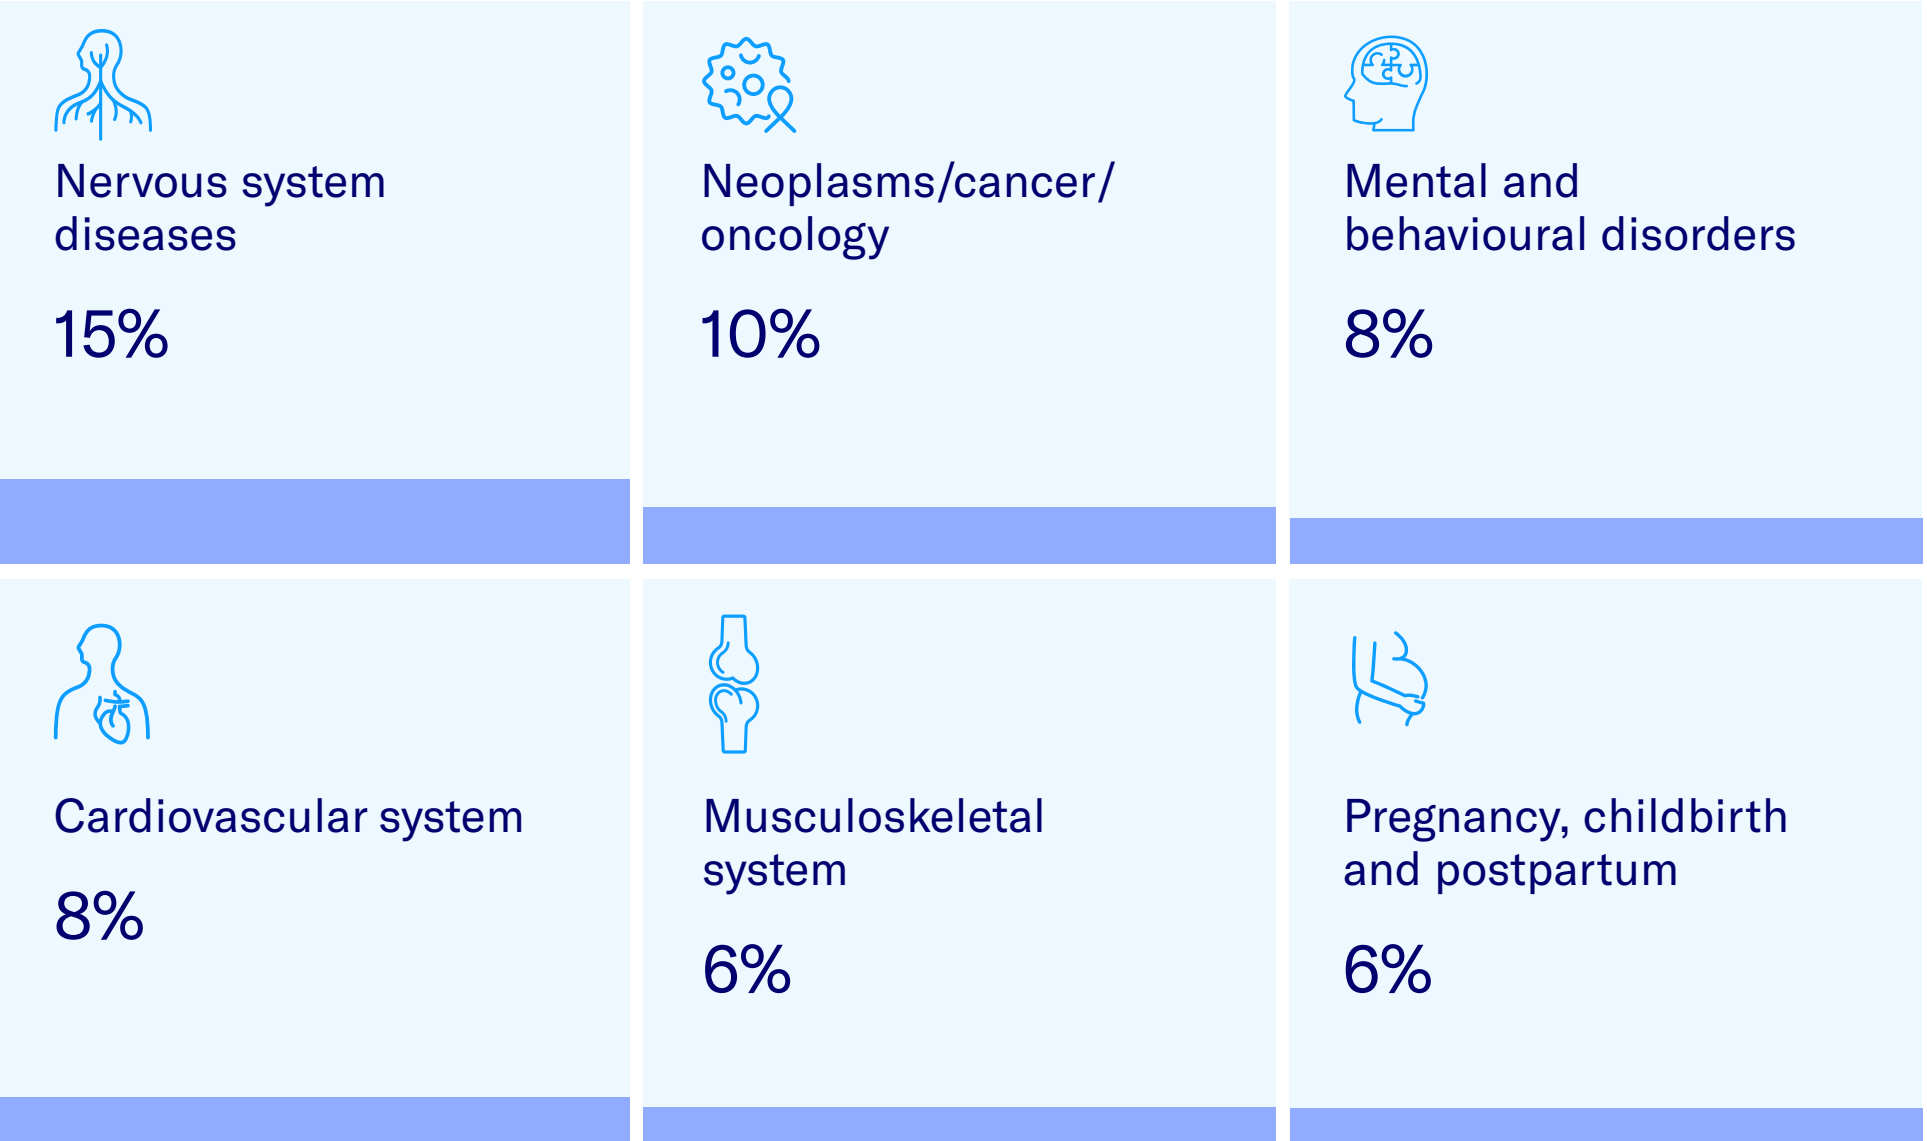 Nervous system
diseases
15%
Neoplasms/cancer/
oncology
10%
Mental and
behavioural disorders
8%
Cardiovascular system
8%
Musculoskeletal
system
6%
Pregnancy, childbirth
and postpartum
6%